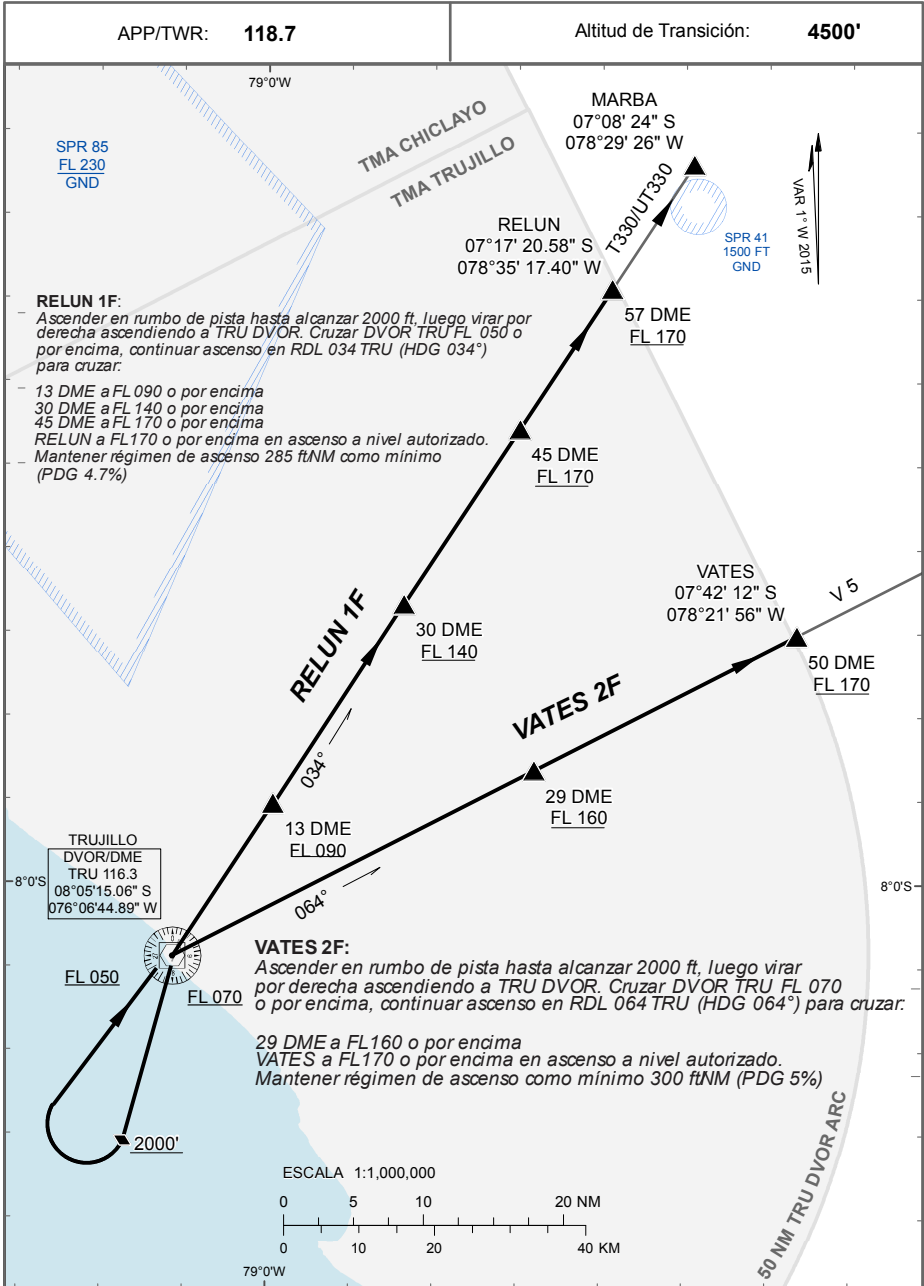 APP/TWR: 118.7
Altitud de Transición: 4500'
79°0'W
MARBA
07°08' 24" S
078°29' 26" W
SPR 85
FL 230
GND
TMA CHICLAYO
TMA TRUJILLO
T330/UT330
VAR 1° W 2015
RELUN
07°17' 20.58" S
078°35' 17.40" W
SPR 41
1500 FT
GND
RELUN 1F:
Ascender en rumbo de pista hasta alcanzar 2000 ft, luego virar por
derecha ascendiendo a TRU DVOR. Cruzar DVOR TRU FL 050 o
por encima, continuar ascenso en RDL 034 TRU (HDG 034°)
para cruzar:
13 DME a FL 090 o por encima
30 DME a FL 140 o por encima
45 DME a FL 170 o por encima
RELUN a FL170 o por encima en ascenso a nivel autorizado.
Mantener régimen de ascenso 285 ft/NM como mínimo
(PDG 4.7%)
57 DME
FL 170
45 DME
FL 170
VATES
07°42' 12" S
078°21' 56" W
V 5
RELUN 1F
30 DME
FL 140
50 DME
FL 170
VATES 2F
034°
29 DME
FL 160
13 DME
FL 090
TRUJILLO
DVOR/DME
TRU 116.3
08°05'15.06" S
076°06'44.89" W
8°0'S
8°0'S
064°
FL 050
FL 070
VATES 2F:
Ascender en rumbo de pista hasta alcanzar 2000 ft, luego virar
por derecha ascendiendo a TRU DVOR. Cruzar DVOR TRU FL 070
o por encima, continuar ascenso en RDL 064 TRU (HDG 064°) para cruzar:
29 DME a FL160 o por encima
VATES a FL170 o por encima en ascenso a nivel autorizado.
Mantener régimen de ascenso como mínimo 300 ft/NM (PDG 5%)
2000'
50 NM TRU DVOR ARC
ESCALA 1:1,000,000
0 5 10 20 NM
0 10 20 40 KM
79°0'W